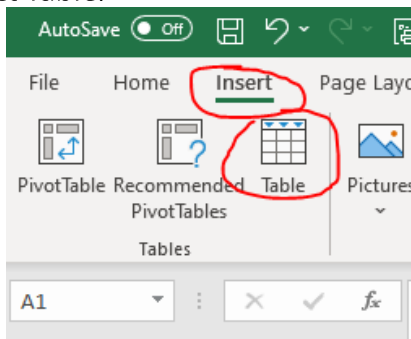 AutoSave Off
File Home Insert Page Layo
PivotTable Recommended Table Pictures
PivotTables
Tables
A1 fx